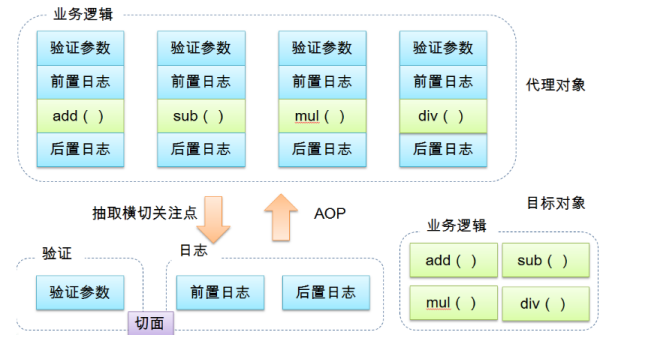 业务逻辑
验证参数 验证参数 验证参数 验证参数
前置日志 前置日志 前置日志 前置日志
代理对象
add ( ) sub ( ) mul ( ) div ( )
后置日志 后置日志 后置日志 后置日志
抽取横切关注点 AOP
目标对象
业务逻辑
验证 日志
add ( ) sub ( )
验证参数 前置日志 后置日志
mul ( ) div ( )
切面